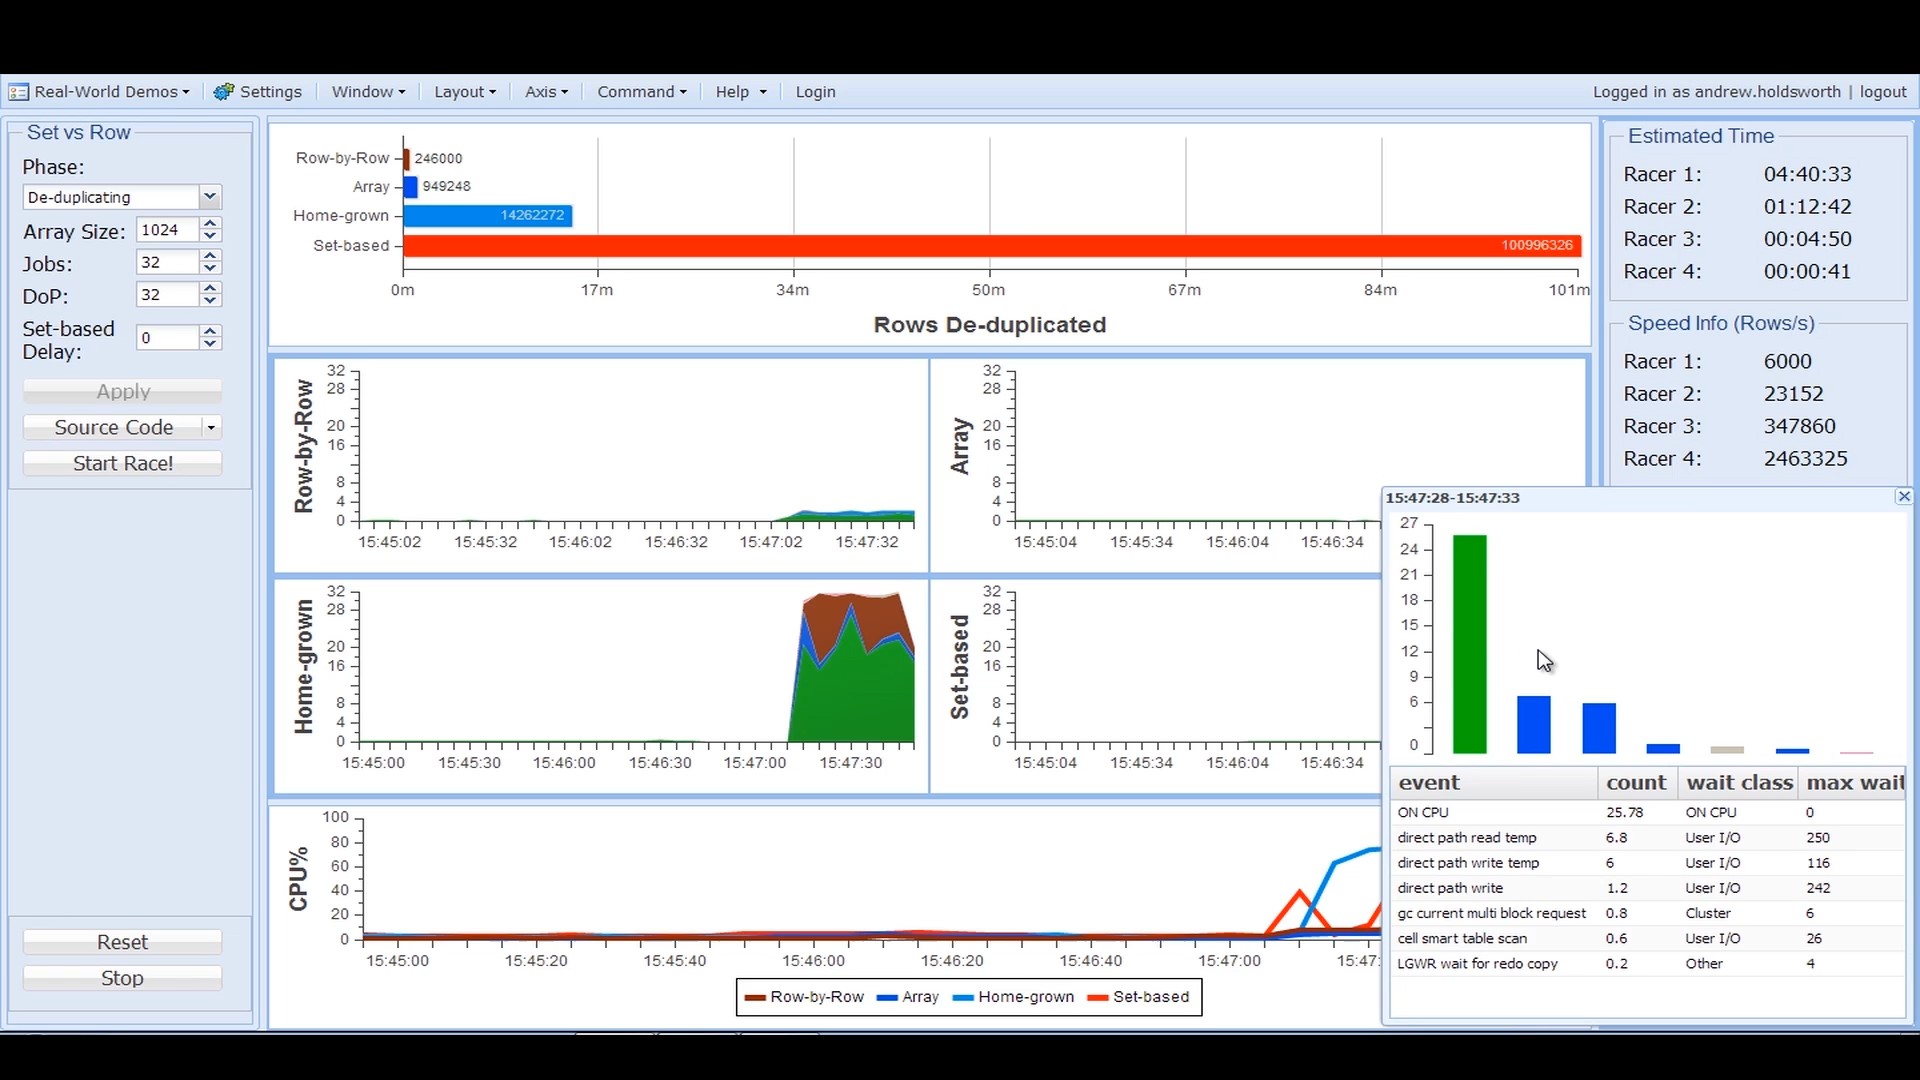 Real-World Demos Settings Window Layout Axis Command Help Login Logged in as andrew.holdsworth | logout
Set vs Row
Phase:
De-duplicating
Array Size: 1024
Jobs: 32
DoP: 32
Set-based Delay: 0
Apply
Source Code
Start Race!
Reset
Stop
Row-by-Row 246000
Array 949248
Home-grown 14262272
Set-based 100996326
0m 17m 34m 50m 67m 84m 101m
Rows De-duplicated
Row-by-Row
32
28
20
16
8
4
0
15:45:02 15:45:32 15:46:02 15:46:32 15:47:02 15:47:32
Array
32
28
20
16
8
4
0
15:45:04 15:45:34 15:46:04 15:46:34
Home-grown
32
28
20
16
8
4
0
15:45:00 15:45:30 15:46:00 15:46:30 15:47:00 15:47:30
Set-based
32
28
20
16
8
4
0
15:45:04 15:45:34 15:46:04 15:46:34
CPU%
100
80
60
40
20
0
15:45:00 15:45:20 15:45:40 15:46:00 15:46:20 15:46:40 15:47:00 15:47:
Row-by-Row Array Home-grown Set-based
Estimated Time
Racer 1: 04:40:33
Racer 2: 01:12:42
Racer 3: 00:04:50
Racer 4: 00:00:41
Speed Info (Rows/s)
Racer 1: 6000
Racer 2: 23152
Racer 3: 347860
Racer 4: 2463325
15:47:28-15:47:33
27
24
21
18
15
12
9
6
0
event count wait class max wait
ON CPU 25.78 ON CPU 0
direct path read temp 6.8 User I/O 250
direct path write temp 6 User I/O 116
direct path write 1.2 User I/O 242
gc current multi block request 0.8 Cluster 6
cell smart table scan 0.6 User I/O 26
LGWR wait for redo copy 0.2 Other 4